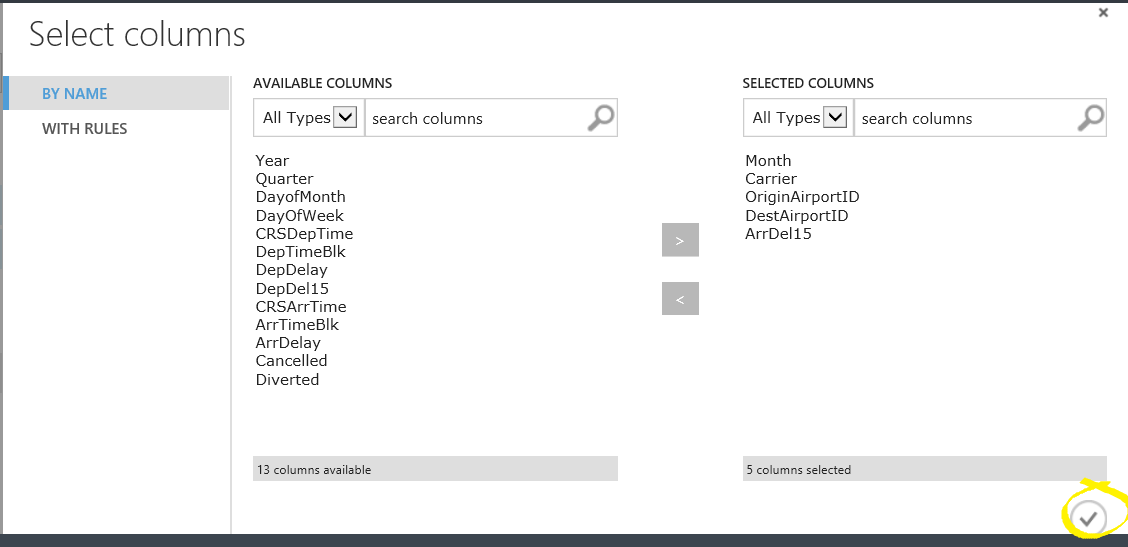 Select columns
BY NAME
WITH RULES
AVAILABLE COLUMNS
All Types
search columns
Year
Quarter
DayofMonth
DayOfWeek
CRSDepTime
DepTimeBlk
DepDelay
DepDel15
CRSArrTime
ArrTimeBlk
ArrDelay
Cancelled
Diverted
13 columns available
>
<
SELECTED COLUMNS
All Types
search columns
Month
Carrier
OriginAirportID
DestAirportID
ArrDel15
5 columns selected